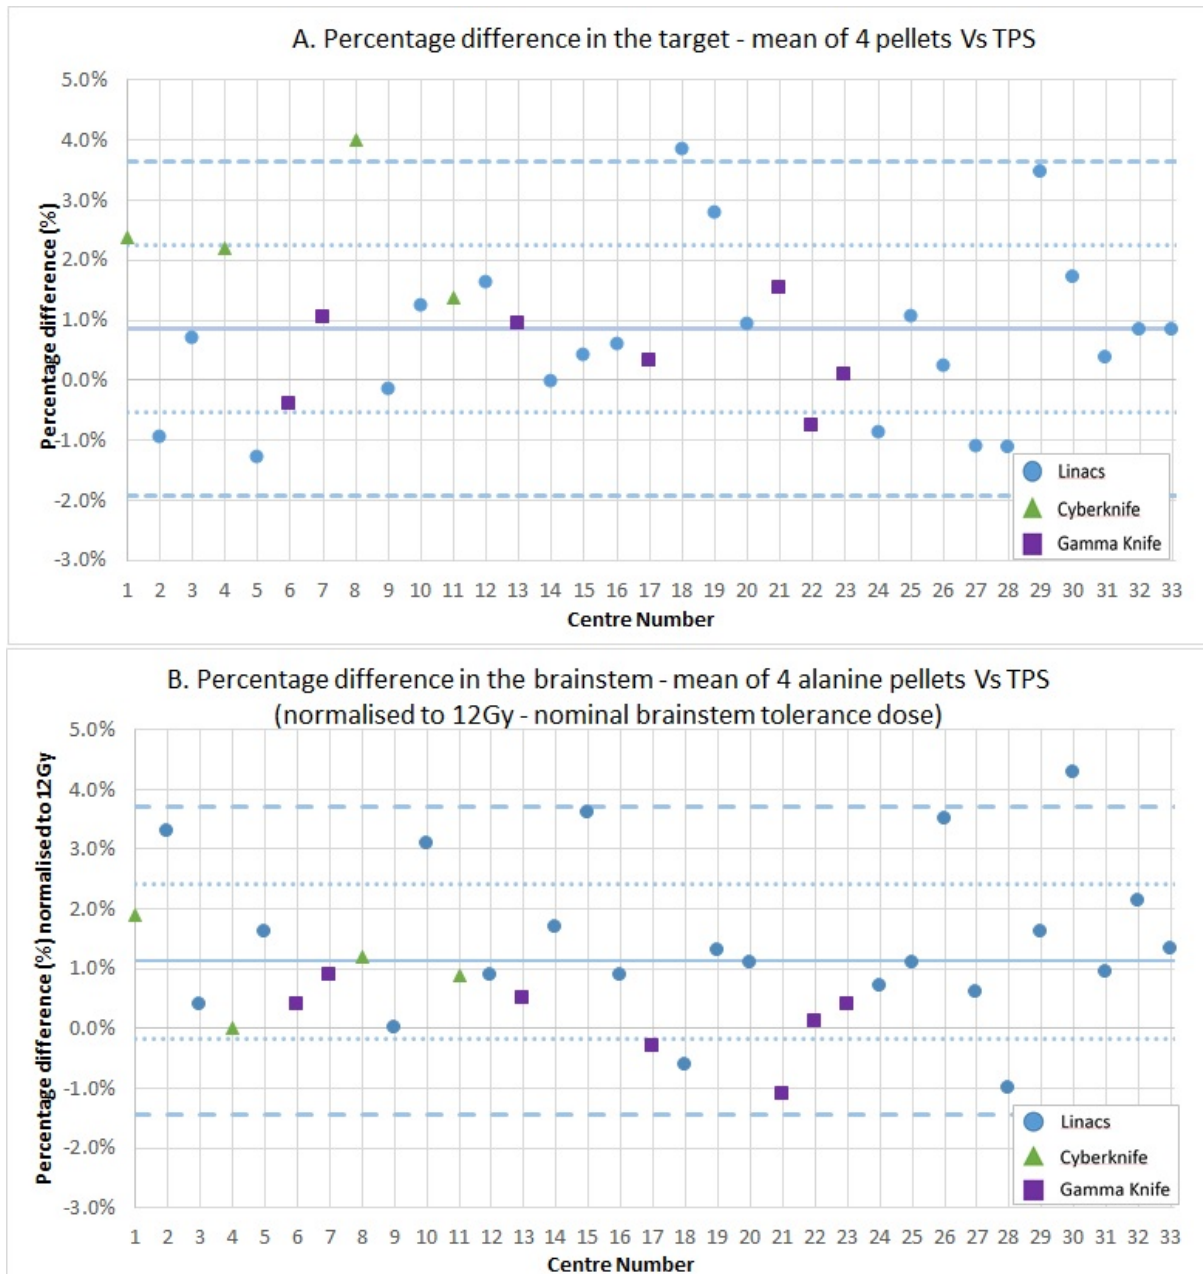 A. Percentage difference in the target - mean of 4 pellets Vs TPS
Percentage difference (%)
5.0%
4.0%
3.0%
2.0%
1.0%
0.0%
-1.0%
-2.0%
-3.0%
Linacs
Cyberknife
Gamma Knife
1 2 3 4 5 6 7 8 9 10 11 12 13 14 15 16 17 18 19 20 21 22 23 24 25 26 27 28 29 30 31 32 33
Centre Number
B. Percentage difference in the brainstem - mean of 4 alanine pellets Vs TPS
(normalised to 12Gy - nominal brainstem tolerance dose)
Percentage difference (%) normalised to 12Gy
5.0%
4.0%
3.0%
2.0%
1.0%
0.0%
-1.0%
-2.0%
-3.0%
Linacs
Cyberknife
Gamma Knife
1 2 3 4 5 6 7 8 9 10 11 12 13 14 15 16 17 18 19 20 21 22 23 24 25 26 27 28 29 30 31 32 33
Centre Number